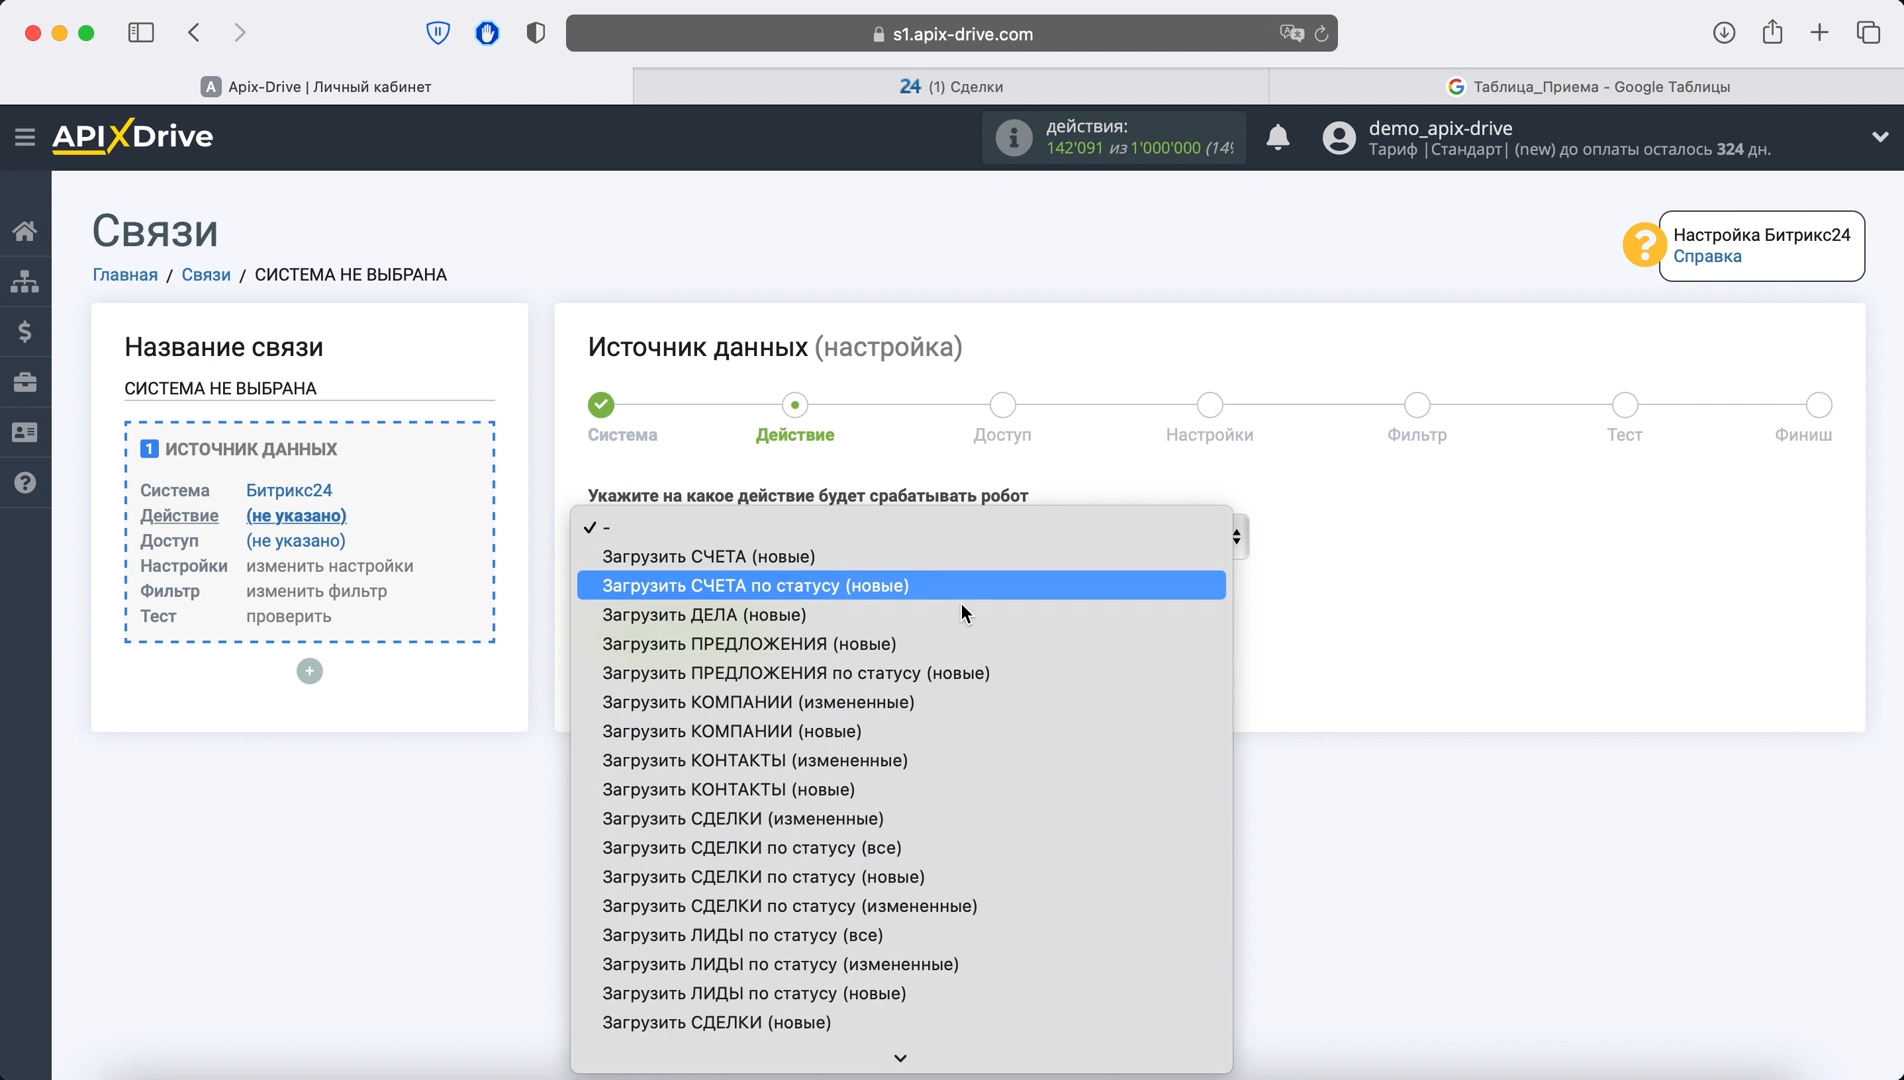 s1.apix-drive.com
Apix-Drive | Личный кабинет
24 (1) Сделки
Таблица_Приема - Google Таблицы
APIXDrive
действия:
142'091 из 1'000'000 (14%
demo_apix-drive
Тариф |Стандарт| (new) до оплаты осталось 324 дн.
Связи
Главная / Связи / СИСТЕМА НЕ ВЫБРАНА
Настройка Битрикс24
Справка
Название связи
СИСТЕМА НЕ ВЫБРАНА
1 ИСТОЧНИК ДАННЫХ
Система Битрикс24
Действие (не указано)
Доступ (не указано)
Настройки изменить настройки
Фильтр изменить фильтр
Тест проверить
Источник данных (настройка)
Система Действие Доступ Настройки Фильтр Тест Финиш
Укажите на какое действие будет срабатывать робот
-
Загрузить СЧЕТА (новые)
Загрузить СЧЕТА по статусу (новые)
Загрузить ДЕЛА (новые)
Загрузить ПРЕДЛОЖЕНИЯ (новые)
Загрузить ПРЕДЛОЖЕНИЯ по статусу (новые)
Загрузить КОМПАНИИ (измененные)
Загрузить КОМПАНИИ (новые)
Загрузить КОНТАКТЫ (измененные)
Загрузить КОНТАКТЫ (новые)
Загрузить СДЕЛКИ (измененные)
Загрузить СДЕЛКИ по статусу (все)
Загрузить СДЕЛКИ по статусу (новые)
Загрузить СДЕЛКИ по статусу (измененные)
Загрузить ЛИДЫ по статусу (все)
Загрузить ЛИДЫ по статусу (измененные)
Загрузить ЛИДЫ по статусу (новые)
Загрузить СДЕЛКИ (новые)